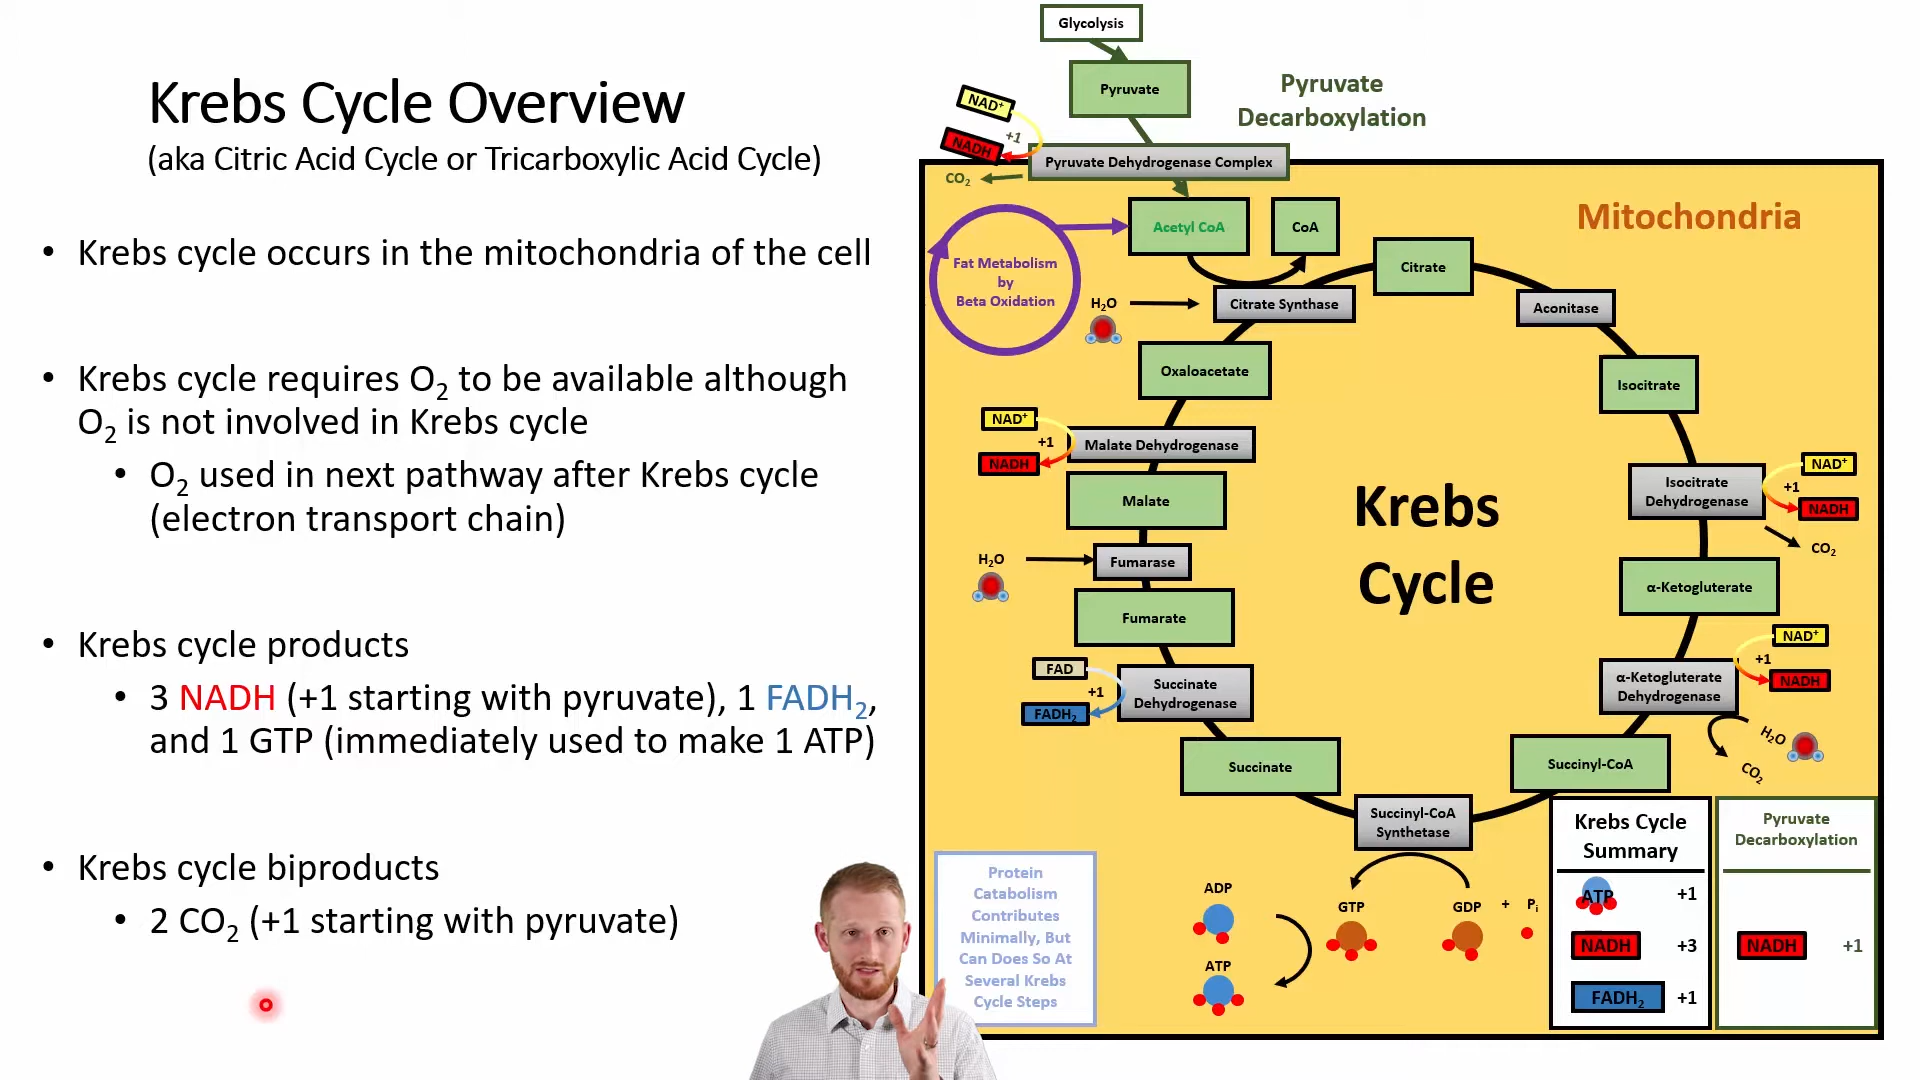 Krebs Cycle Overview
(aka Citric Acid Cycle or Tricarboxylic Acid Cycle)
• Krebs cycle occurs in the mitochondria of the cell
• Krebs cycle requires O₂ to be available although
O₂ is not involved in Krebs cycle
• O₂ used in next pathway after Krebs cycle
(electron transport chain)
• Krebs cycle products
• 3 NADH (+1 starting with pyruvate), 1 FADH₂,
and 1 GTP (immediately used to make 1 ATP)
• Krebs cycle biproducts
• 2 CO₂ (+1 starting with pyruvate)
Glycolysis
Pyruvate
Pyruvate
Decarboxylation
NAD⁺
+1
NADH
Pyruvate Dehydrogenase Complex
CO₂
Mitochondria
Acetyl CoA
CoA
Fat Metabolism
by
Beta Oxidation
H₂O
Citrate Synthase
Citrate
Aconitase
Isocitrate
NAD⁺
Isocitrate
Dehydrogenase
+1
NADH
CO₂
α-Ketogluterate
NAD⁺
α-Ketogluterate
Dehydrogenase
+1
NADH
H₂O
CO₂
Succinyl-CoA
Succinyl-CoA
Synthetase
GTP
GDP
+
Pᵢ
ADP
ATP
Succinate
FAD
Succinate
Dehydrogenase
+1
FADH₂
Fumarate
H₂O
Fumarase
Malate
NAD⁺
Malate Dehydrogenase
+1
NADH
Oxaloacetate
Krebs
Cycle
Protein
Catabolism
Contributes
Minimally, But
Can Does So At
Several Krebs
Cycle Steps
Krebs Cycle
Summary
ATP +1
NADH +3
FADH₂ +1
Pyruvate
Decarboxylation
NADH +1